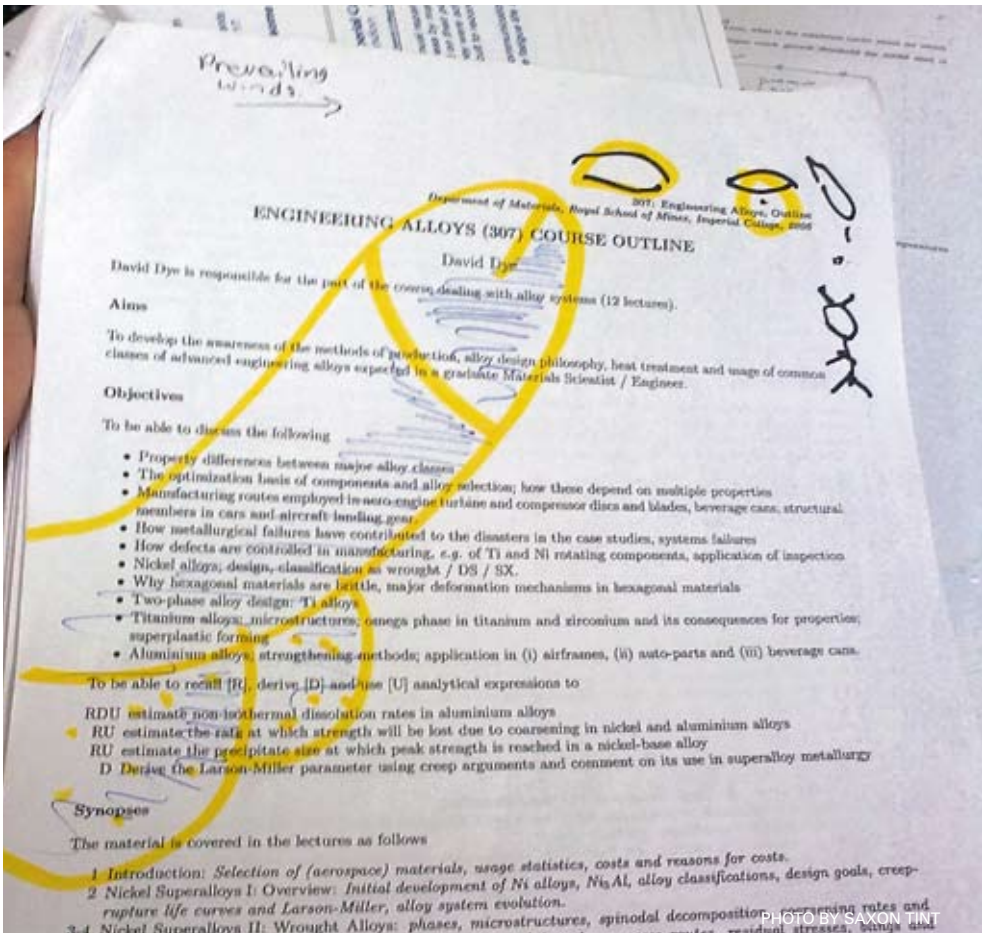 Prevailing
winds.
Department of Materials, Royal School of Mines, Imperial College, 2006
307: Engineering Alloys, Outline
ENGINEERING ALLOYS (307) COURSE OUTLINE
David Dye
David Dye is responsible for the part of the course dealing with alloy systems (12 lectures).
Aims
To develop the awareness of the methods of production, alloy design philosophy, heat treatment and usage of common
classes of advanced engineering alloys expected in a graduate Materials Scientist / Engineer.
Objectives
To be able to discuss the following
• Property differences between major alloy classes
• The optimization basis of components and alloy selection; how these depend on multiple properties
• Manufacturing routes employed in aero-engine turbine and compressor discs and blades, beverage cans, structural
members in cars and aircraft landing gear.
• How metallurgical failures have contributed to the disasters in the case studies, systems failures
• How defects are controlled in manufacturing, e.g. of Ti and Ni rotating components, application of inspection
• Nickel alloys; design, classification as wrought / DS / SX.
• Why hexagonal materials are brittle, major deformation mechanisms in hexagonal materials
• Two-phase alloy design: Ti alloys
• Titanium alloys; microstructures; omega phase in titanium and zirconium and its consequences for properties;
superplastic forming
• Aluminium alloys; strengthening methods; application in (i) airframes, (ii) auto-parts and (iii) beverage cans.
To be able to recall [R], derive [D] and use [U] analytical expressions to
RDU estimate non-isothermal dissolution rates in aluminium alloys
RU estimate the rate at which strength will be lost due to coarsening in nickel and aluminium alloys
RU estimate the precipitate size at which peak strength is reached in a nickel-base alloy
D Derive the Larson-Miller parameter using creep arguments and comment on its use in superalloy metallurgy
Synopses
The material is covered in the lectures as follows
1 Introduction: Selection of (aerospace) materials, usage statistics, costs and reasons for costs.
2 Nickel Superalloys I: Overview: Initial development of Ni alloys, Ni3Al, alloy classifications, design goals, creep-
rupture life curves and Larson-Miller, alloy system evolution.
3-4 Nickel Superalloys II: Wrought Alloys: phases, microstructures, spinodal decomposition, coarsening rates and
residual stresses,
PHOTO BY SAXON TINT